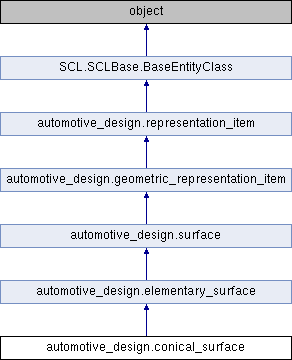 object
SCL.SCLBase.BaseEntityClass
automotive_design.representation_item
automotive_design.geometric_representation_item
automotive_design.surface
automotive_design.elementary_surface
automotive_design.conical_surface